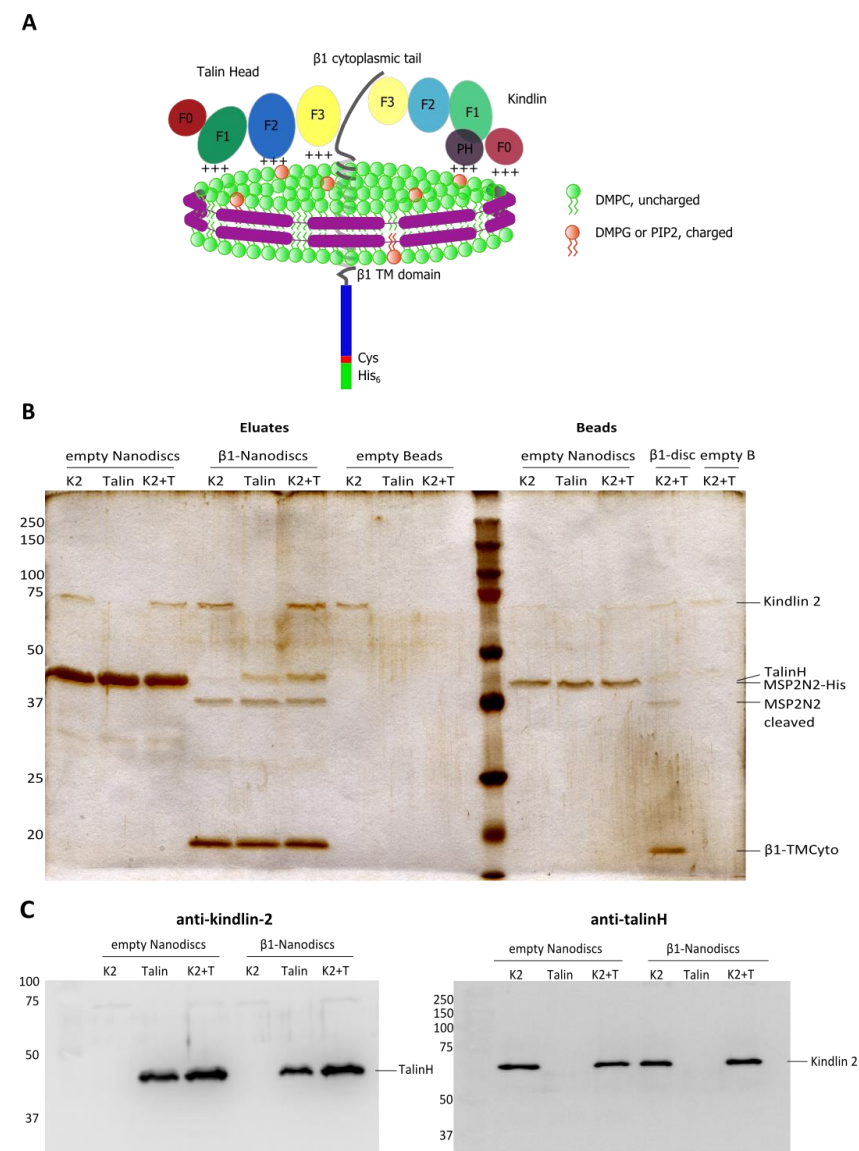 A
β1 cytoplasmic tail
Talin Head
Kindlin
F0
F1
F2
F3
F3
F2
F1
PH
F0
+++
+++
+++
+++
+++
DMPC, uncharged
DMPG or PIP2, charged
β1 TM domain
Cys
His6
B
Eluates Beads
empty Nanodiscs β1-Nanodiscs empty Beads empty Nanodiscs β1-disc empty B
K2 Talin K2+T K2 Talin K2+T K2 Talin K2+T K2 Talin K2+T K2+T K2+T
250
150
100
75
50
37
25
20
Kindlin 2
TalinH
MSP2N2-His
MSP2N2
cleaved
β1-TMCyto
C
anti-kindlin-2
empty Nanodiscs β1-Nanodiscs
K2 Talin K2+T K2 Talin K2+T
100
75
50
37
TalinH
anti-talinH
empty Nanodiscs β1-Nanodiscs
K2 Talin K2+T K2 Talin K2+T
250
150
100
75
50
37
Kindlin 2